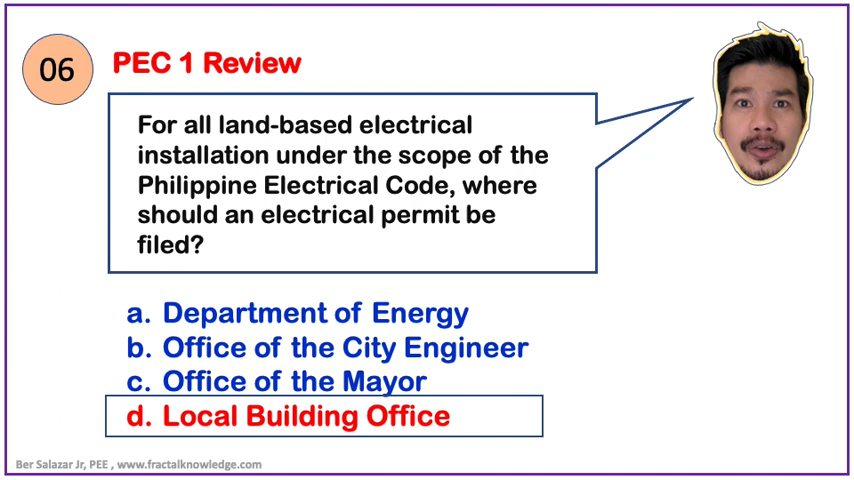 06
PEC 1 Review
For all land-based electrical
installation under the scope of the
Philippine Electrical Code, where
should an electrical permit be
filed?
a. Department of Energy
b. Office of the City Engineer
c. Office of the Mayor
d. Local Building Office
Ber Salazar Jr, PEE , www.fractalknowledge.com